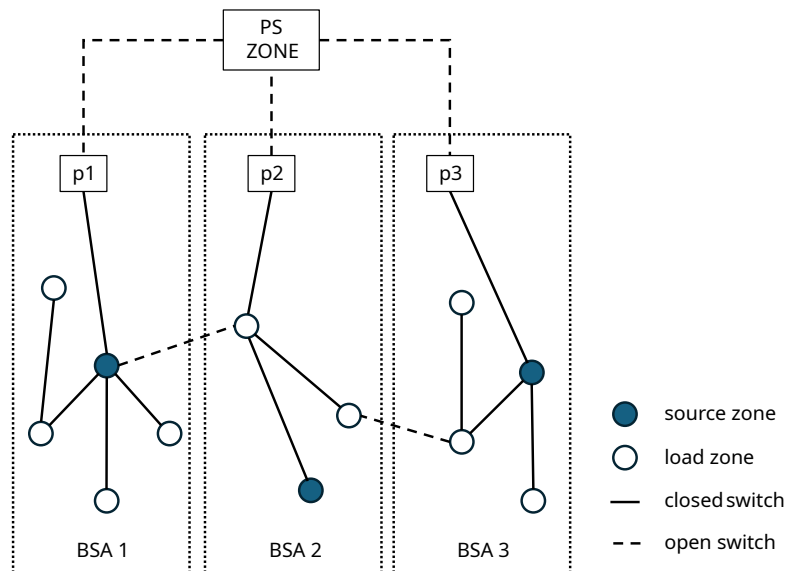 PS
ZONE
p1
p2
p3
source zone
load zone
closed switch
open switch
BSA 1
BSA 2
BSA 3